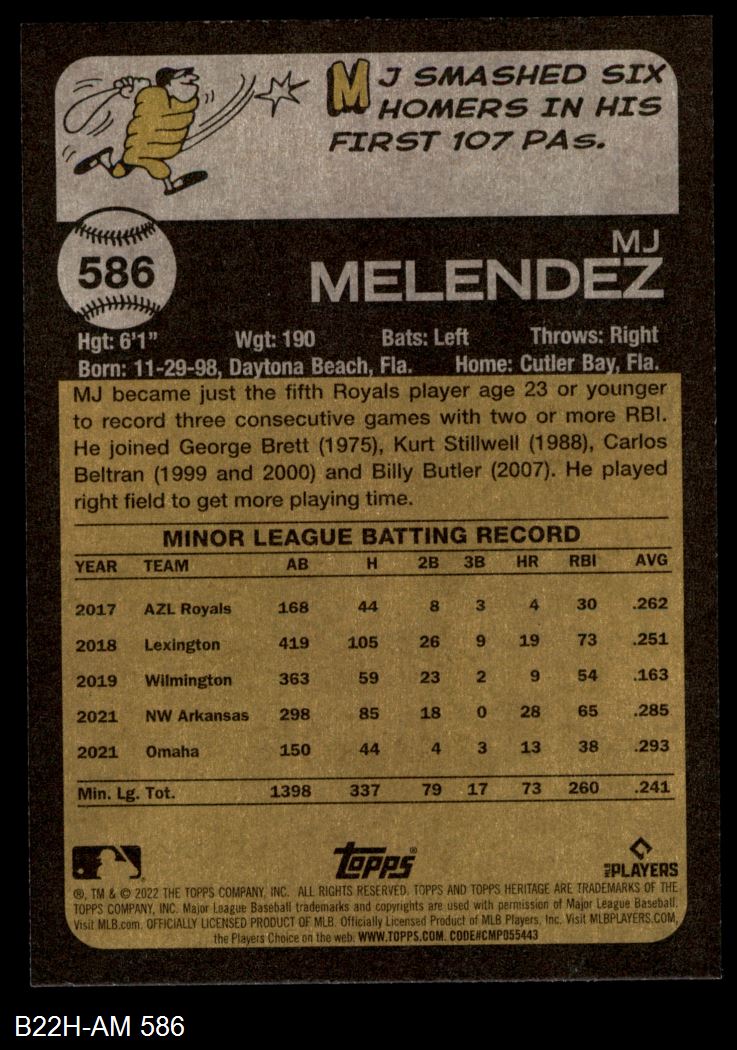 MJ SMASHED SIX
HOMERS IN HIS
FIRST 107 PAS.
586
MJ
MELENDEZ
Hgt: 6'1" Wgt: 190 Bats: Left Throws: Right
Born: 11-29-98, Daytona Beach, Fla. Home: Cutler Bay, Fla.
MJ became just the fifth Royals player age 23 or younger
to record three consecutive games with two or more RBI.
He joined George Brett (1975), Kurt Stillwell (1988), Carlos
Beltran (1999 and 2000) and Billy Butler (2007). He played
right field to get more playing time.
MINOR LEAGUE BATTING RECORD
YEAR TEAM AB H 2B 3B HR RBI AVG
2017 AZL Royals 168 44 8 3 4 30 .262
2018 Lexington 419 105 26 9 19 73 .251
2019 Wilmington 363 59 23 2 9 54 .163
2021 NW Arkansas 298 85 18 0 28 65 .285
2021 Omaha 150 44 4 3 13 38 .293
Min. Lg. Tot. 1398 337 79 17 73 260 .241
Topps® PLAYERS
®, TM & © 2022 THE TOPPS COMPANY, INC. ALL RIGHTS RESERVED. TOPPS AND TOPPS HERITAGE ARE TRADEMARKS OF THE
TOPPS COMPANY, INC. Major League Baseball trademarks and copyrights are used with permission of Major League Baseball.
Visit MLB.com. OFFICIALLY LICENSED PRODUCT OF MLB. Officially Licensed Product of MLB Players, Inc. Visit MLBPLAYERS.COM,
the Players Choice on the web. WWW.TOPPS.COM. CODE#CMP055443
B22H-AM 586